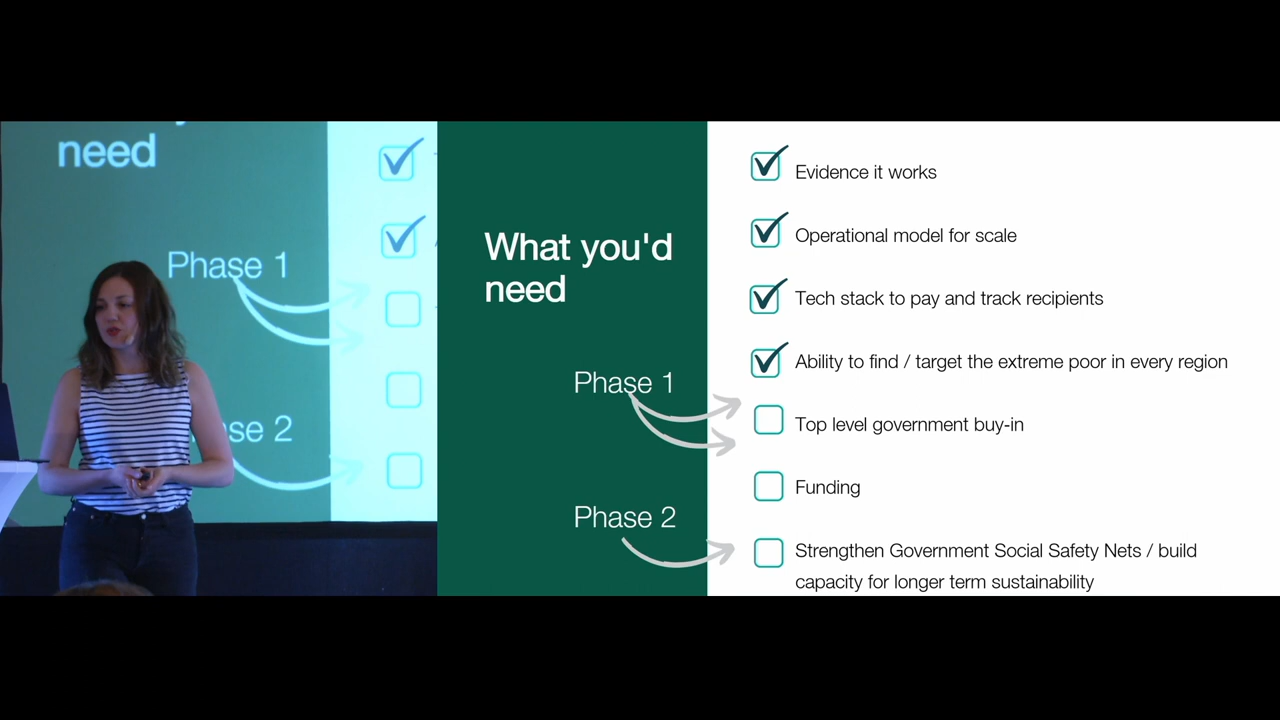 need
Phase 1
se 2
What you'd
need
Phase 1
Phase 2
Evidence it works
Operational model for scale
Tech stack to pay and track recipients
Ability to find / target the extreme poor in every region
Top level government buy-in
Funding
Strengthen Government Social Safety Nets / build
capacity for longer term sustainability